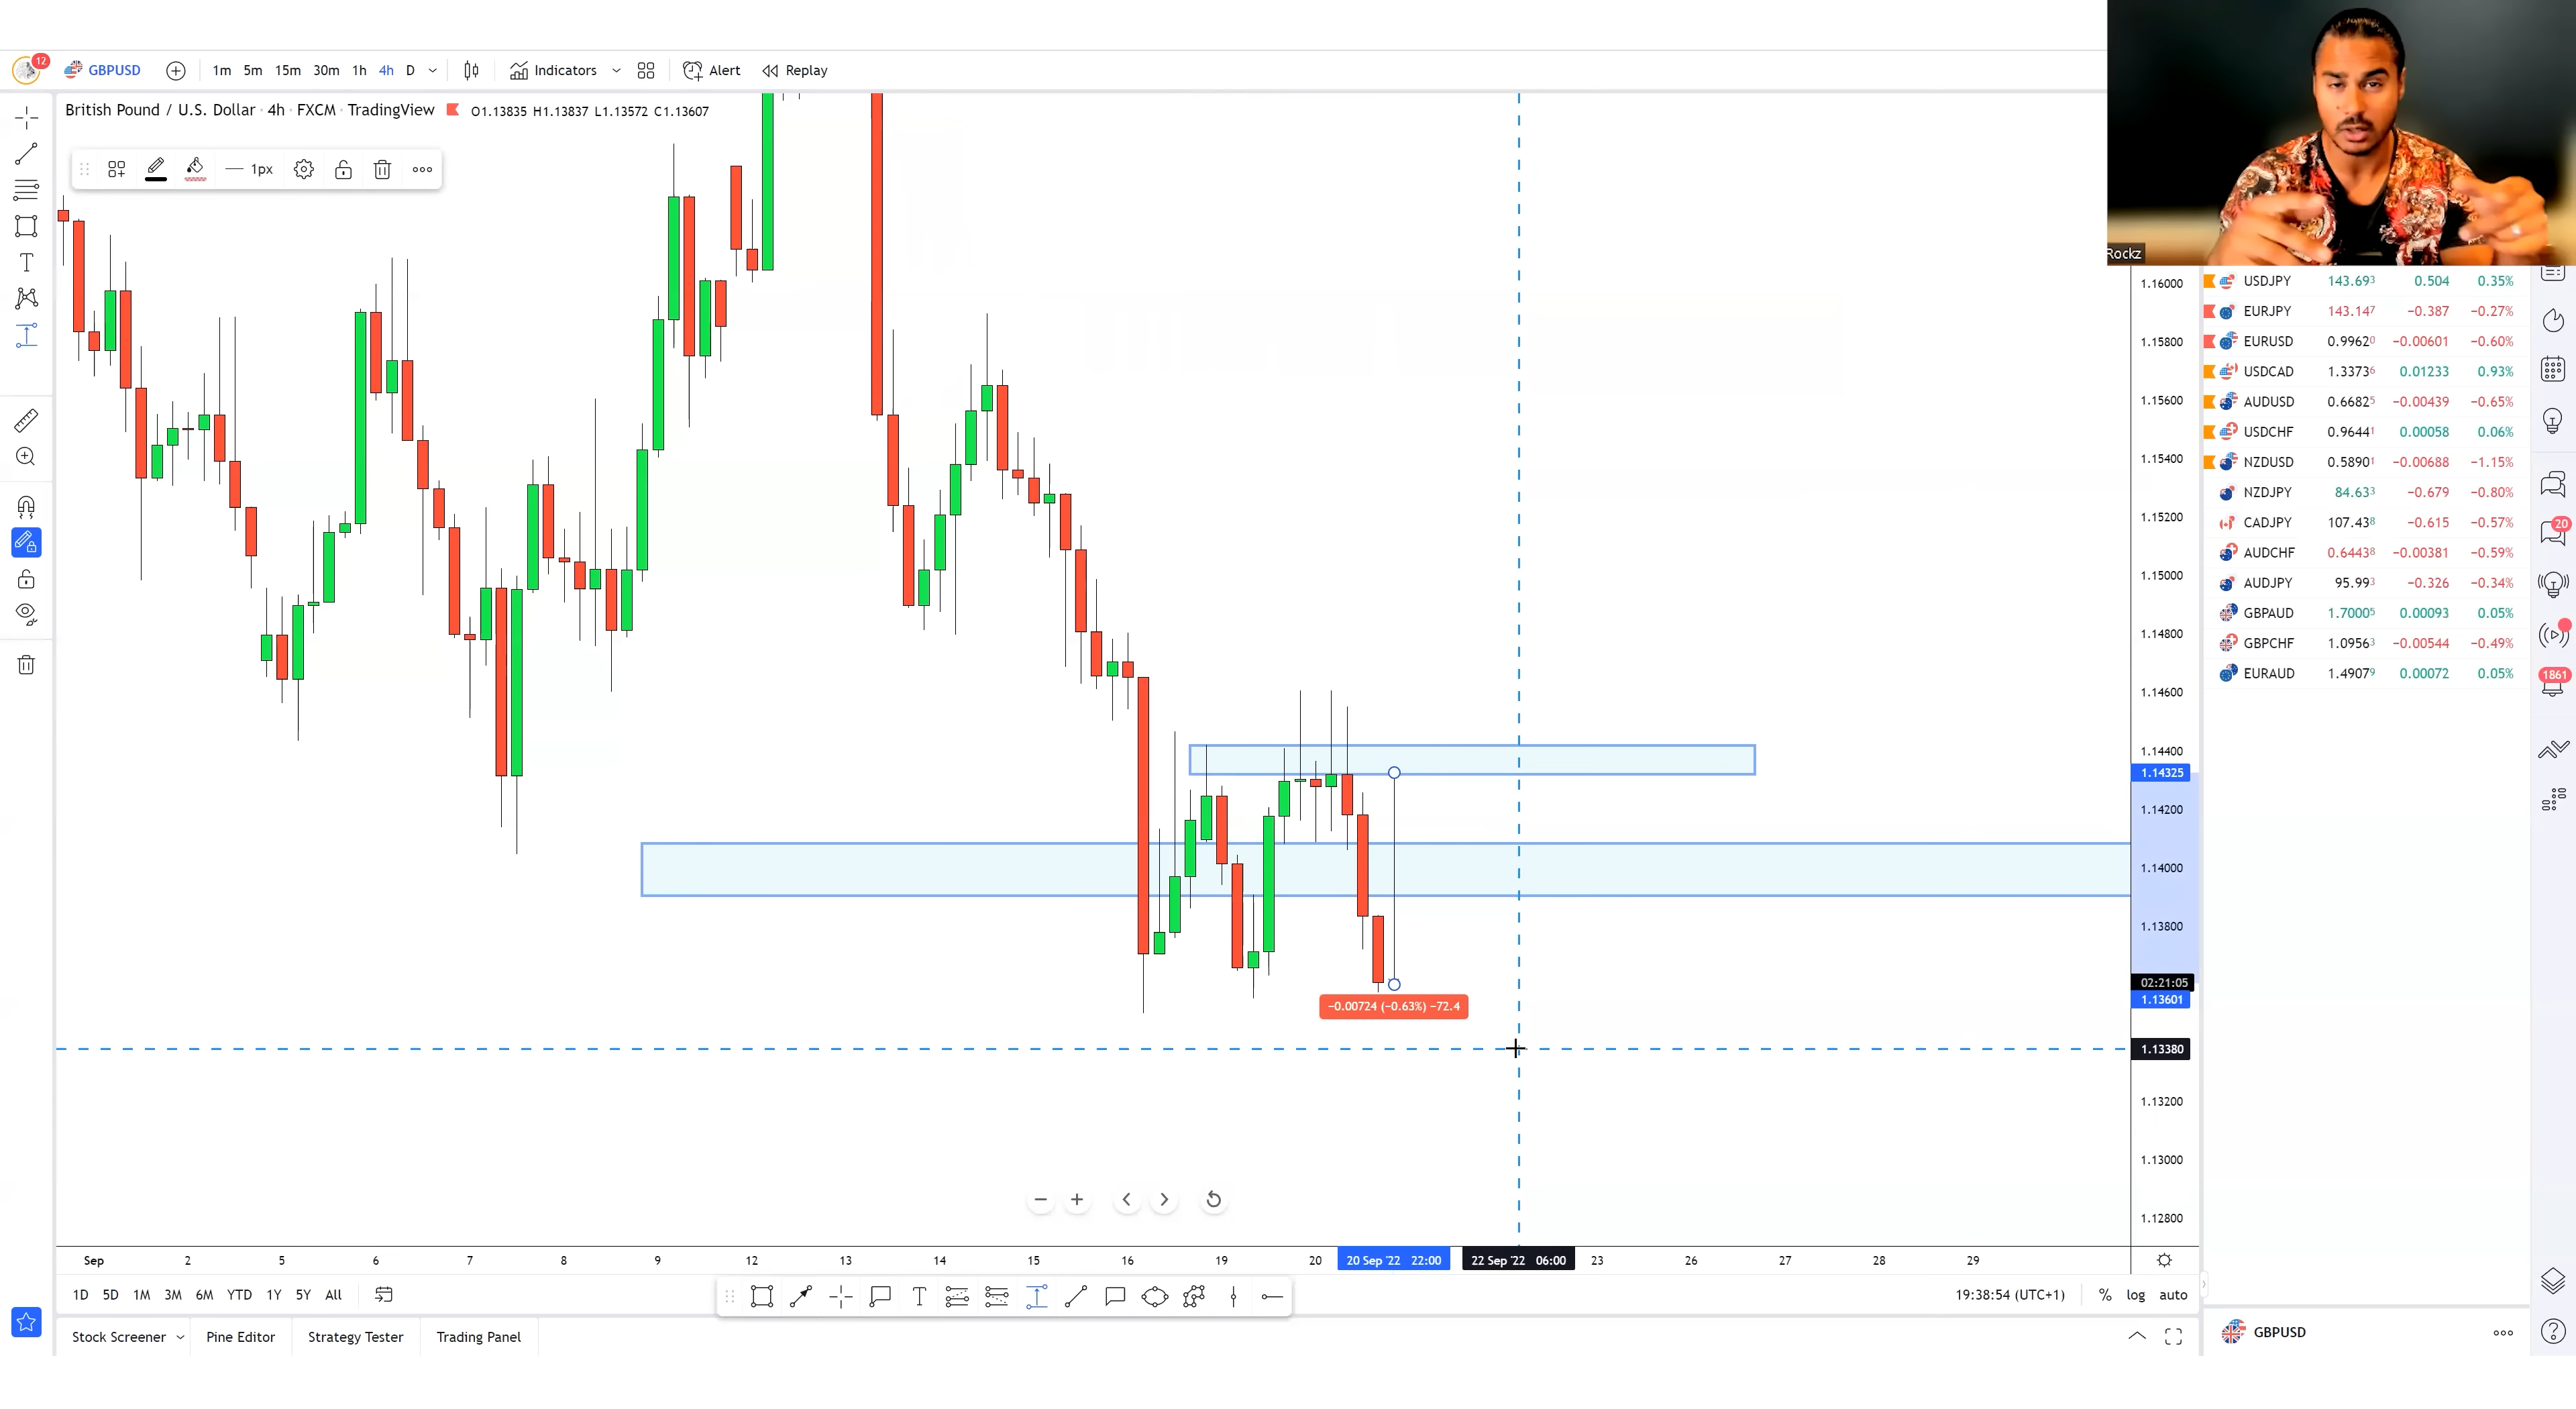 12 GBPUSD 1m 5m 15m 30m 1h 4h D Indicators Alert Replay
British Pound / U.S. Dollar · 4h · FXCM · TradingView O1.13835 H1.13837 L1.13572 C1.13607
1px
Rockz
1.16000
1.15800
1.15600
1.15400
1.15200
1.15000
1.14800
1.14600
1.14400
1.14325
1.14200
1.14000
1.13800
02:21:05
1.13601
1.13380
1.13200
1.13000
1.12800
USDJPY 143.693 0.504 0.35%
EURJPY 143.147 −0.387 −0.27%
EURUSD 0.99620 −0.00601 −0.60%
USDCAD 1.33736 0.01233 0.93%
AUDUSD 0.66825 −0.00439 −0.65%
USDCHF 0.96441 0.00058 0.06%
NZDUSD 0.58901 −0.00688 −1.15%
NZDJPY 84.633 −0.679 −0.80%
CADJPY 107.438 −0.615 −0.57%
AUDCHF 0.64438 −0.00381 −0.59%
AUDJPY 95.993 −0.326 −0.34%
GBPAUD 1.70005 0.00093 0.05%
GBPCHF 1.09563 −0.00544 −0.49%
EURAUD 1.49079 0.00072 0.05%
20
1861
−0.00724 (−0.63%) −72.4
Sep 2 5 6 7 8 9 12 13 14 15 16 19 20 20 Sep '22 22:00 22 Sep '22 06:00 23 26 27 28 29
1D 5D 1M 3M 6M YTD 1Y 5Y All 19:38:54 (UTC+1) % log auto
Stock Screener Pine Editor Strategy Tester Trading Panel
GBPUSD